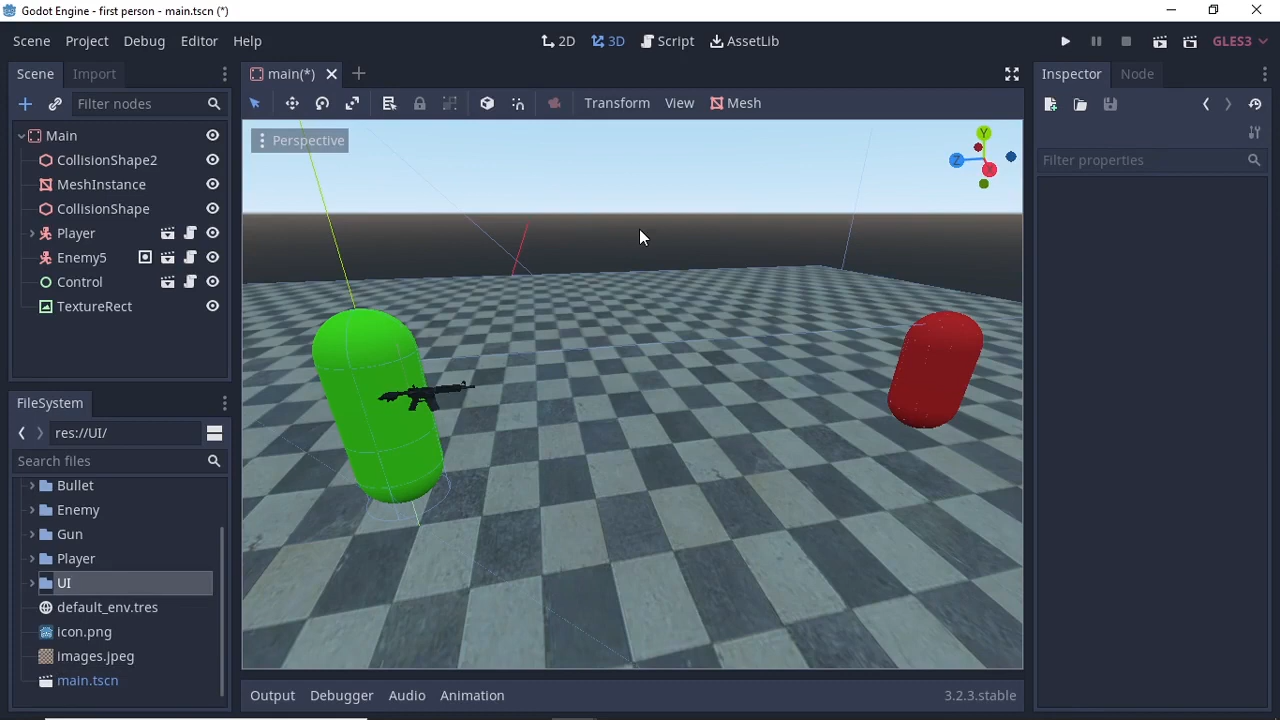 Godot Engine - first person - main.tscn (*)
Scene Project Debug Editor Help
2D 3D Script AssetLib
GLES3
Scene Import
Filter nodes
Main
CollisionShape2
MeshInstance
CollisionShape
Player
Enemy5
Control
TextureRect
FileSystem
res://UI/
Search files
Bullet
Enemy
Gun
Player
UI
default_env.tres
icon.png
images.jpeg
main.tscn
main(*)
Transform View Mesh
Perspective
Y
Z
X
Output Debugger Audio Animation
3.2.3.stable
Inspector Node
Filter properties